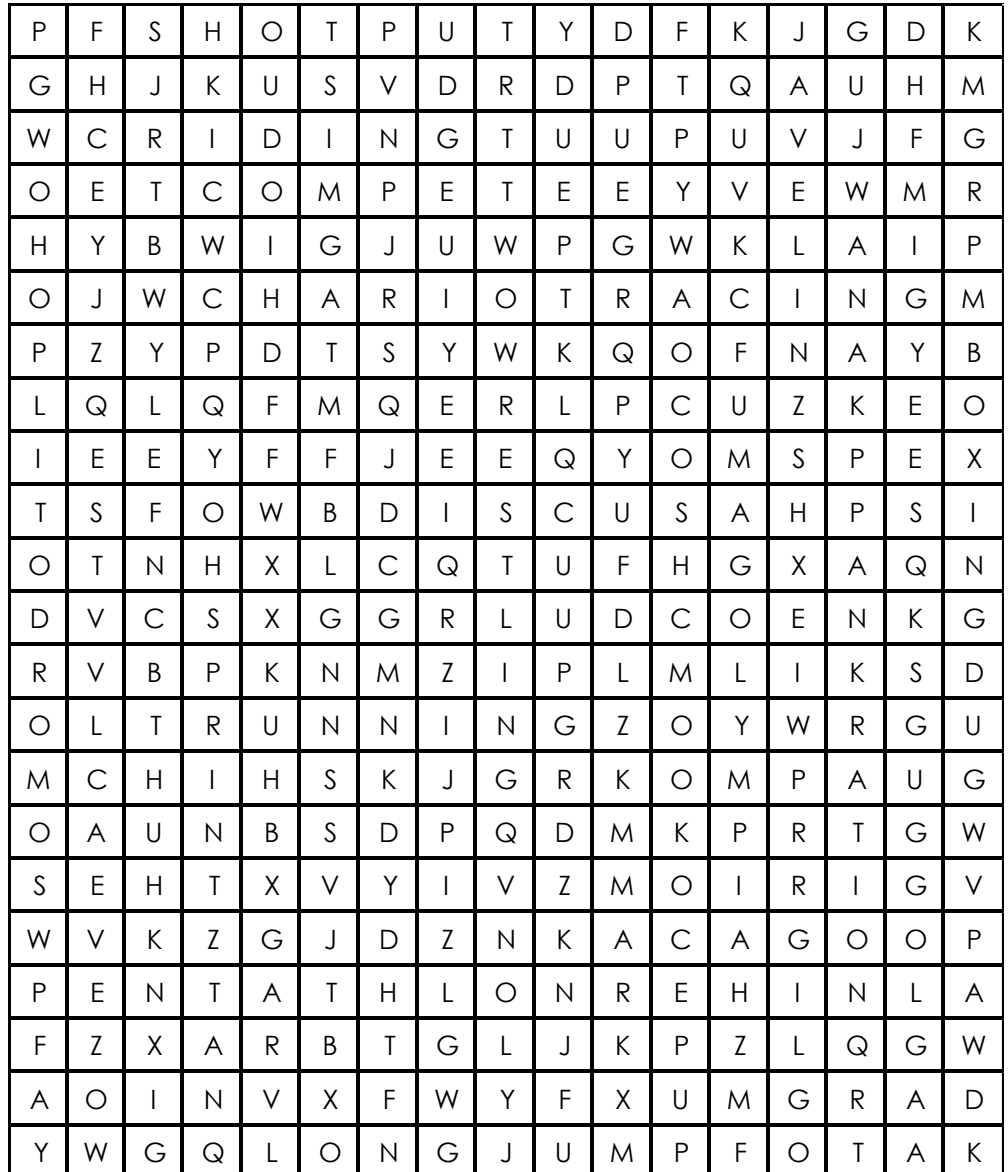 P F S H O T P U T Y D F K J G D K
G H J K U S V D R D P T Q A U H M
W C R I D I N G T U U P U V J F G
O E T C O M P E T E E Y V E W M R
H Y B W I G J U W P G W K L A I P
O J W C H A R I O T R A C I N G M
P Z Y P D T S Y W K Q O F N A Y B
L Q L Q F M Q E R L P C U Z K E O
I E E Y F F J E E Q Y O M S P E X
T S F O W B D I S C U S A H P S I
O T N H X L C Q T U F H G X A Q N
D V C S X G G R L U D C O E N K G
R V B P K N M Z I P L M L I K S D
O L T R U N N I N G Z O Y W R G U
M C H I H S K J G R K O M P A U G
O A U N B S D P Q D M K P R T G W
S E H T X V Y I V Z M O I R I G V
W V K Z G J D Z N K A C A G O O P
P E N T A T H L O N R E H I N L A
F Z X A R B T G L J K P Z L Q G W
A O I N V X F W Y F X U M G R A D
Y W G Q L O N G J U M P F O T A K